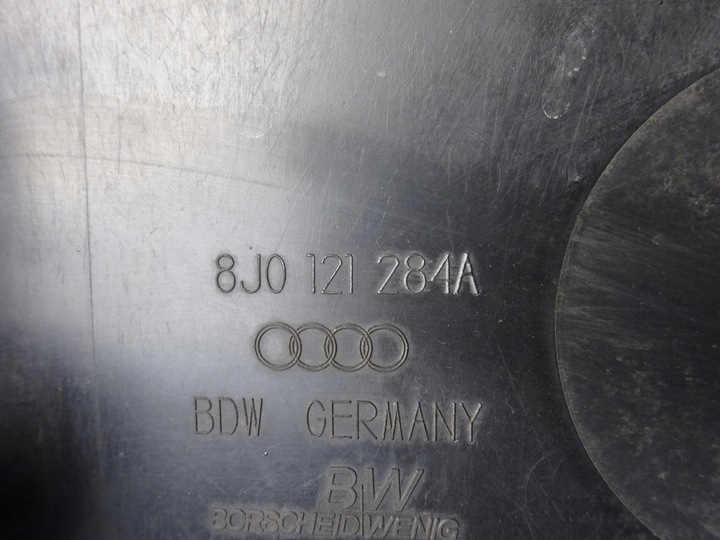 8J0 121 284A
BDW GERMANY
BW
BORSCHEIDWENIG